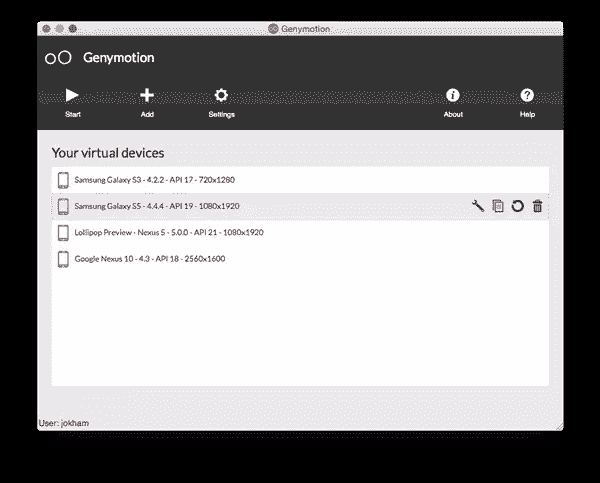 Genymotion
Genymotion
Start Add Settings About Help
Your virtual devices
Samsung Galaxy S3 - 4.2.2 - API 17 - 720x1280
Samsung Galaxy S5 - 4.4.4 - API 19 - 1080x1920
Lollipop Preview - Nexus 5 - 5.0.0 - API 21 - 1080x1920
Google Nexus 10 - 4.3 - API 18 - 2560x1600
User: jokham